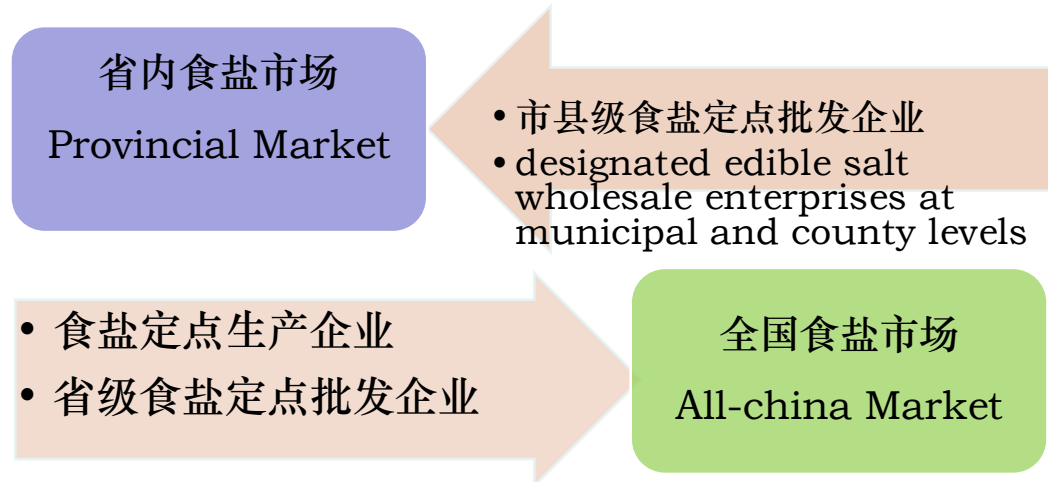 省内食盐市场
Provincial Market
• 市县级食盐定点批发企业
• designated edible salt
wholesale enterprises at
municipal and county levels
• 食盐定点生产企业
• 省级食盐定点批发企业
全国食盐市场
All-china Market